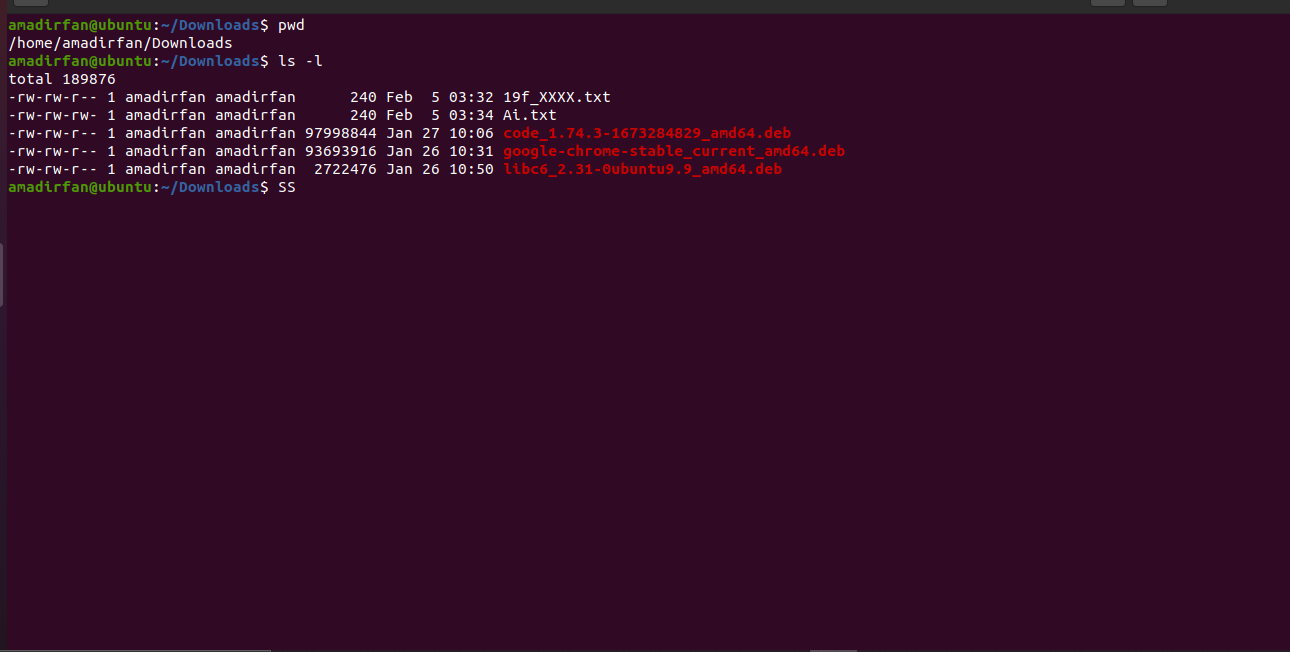 amadirfan@ubuntu:~/Downloads$ pwd
/home/amadirfan/Downloads
amadirfan@ubuntu:~/Downloads$ ls -l
total 189876
-rw-rw-r-- 1 amadirfan amadirfan      240 Feb  5 03:32 19f_XXXX.txt
-rw-rw-rw- 1 amadirfan amadirfan      240 Feb  5 03:34 Ai.txt
-rw-rw-r-- 1 amadirfan amadirfan 97998844 Jan 27 10:06 code_1.74.3-1673284829_amd64.deb
-rw-rw-r-- 1 amadirfan amadirfan 93693916 Jan 26 10:31 google-chrome-stable_current_amd64.deb
-rw-rw-r-- 1 amadirfan amadirfan  2722476 Jan 26 10:50 libc6_2.31-0ubuntu9.9_amd64.deb
amadirfan@ubuntu:~/Downloads$ SS